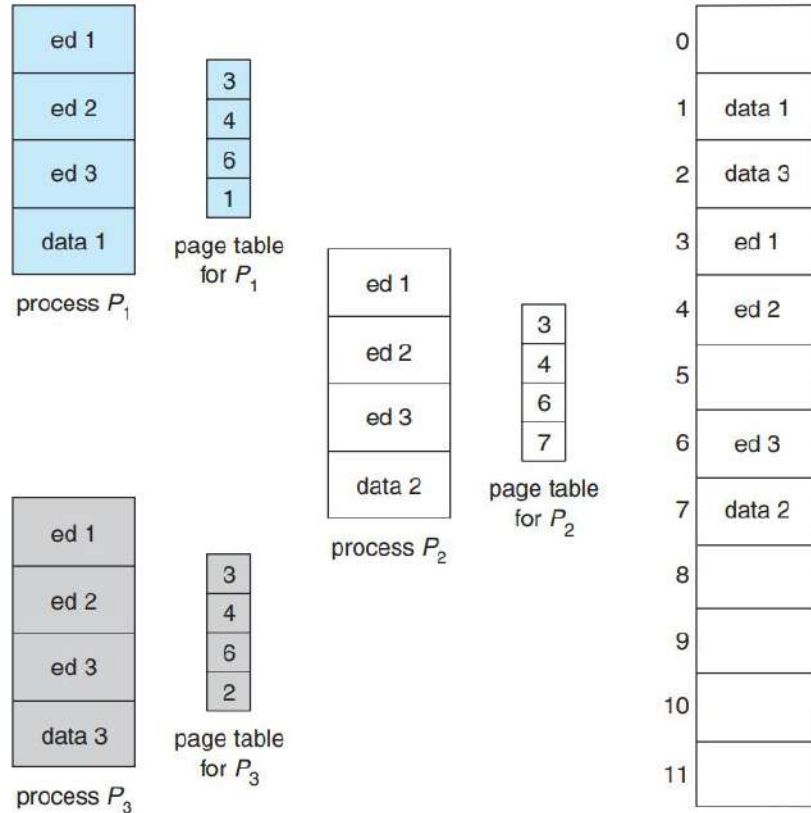 ed 1
ed 2
ed 3
data 1
process P1
3
4
6
1
page table
for P1
ed 1
ed 2
ed 3
data 2
process P2
3
4
6
7
page table
for P2
ed 1
ed 2
ed 3
data 3
process P3
3
4
6
2
page table
for P3
0
1 data 1
2 data 3
3 ed 1
4 ed 2
5
6 ed 3
7 data 2
8
9
10
11